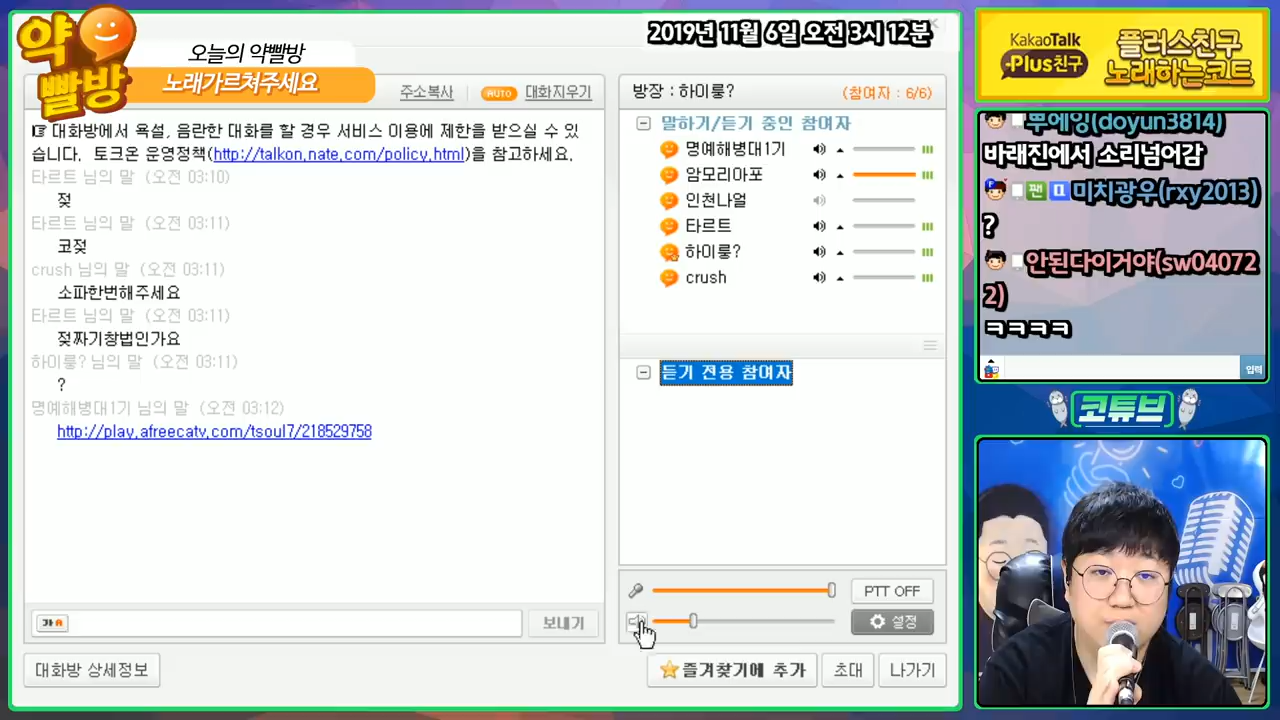 약빨방
오늘의 약빨방
노래가르쳐주세요
2019년 11월 6일 오전 3시 12분
주소복사
AUTO 대화지우기
☞ 대화방에서 욕설, 음란한 대화를 할 경우 서비스 이용에 제한을 받으실 수 있
습니다. 토크온 운영정책(http://talkon.nate.com/policy.html)을 참고하세요.
타르트 님의 말 (오전 03:10)
젖
타르트 님의 말 (오전 03:11)
코젖
crush 님의 말 (오전 03:11)
소파한번해주세요
타르트 님의 말 (오전 03:11)
젖짜기창법인가요
하이룽? 님의 말 (오전 03:11)
?
명예해병대1기 님의 말 (오전 03:12)
http://play.afreecatv.com/tsoul7/218529758
가A
보내기
대화방 상세정보
방장 : 하이룽?
(참여자 : 6/6)
말하기/듣기 중인 참여자
명예해병대1기
암모리아포
인천나얼
타르트
하이룽?
crush
듣기 전용 참여자
PTT OFF
설정
즐겨찾기에 추가
초대
나가기
KakaoTalk
Plus친구
플러스친구
노래하는코트
뿌에잉(doyun3814)
바래진에서 소리넘어감
팬 미치광우(rxy2013)
?
안된다이거야(sw04072
2)
ㅋㅋㅋㅋ
입력
코튜브